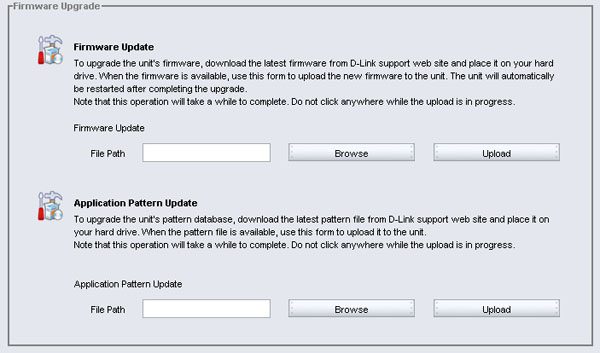 Firmware Upgrade
Firmware Update
To upgrade the unit's firmware, download the latest firmware from D-Link support web site and place it on your hard
drive. When the firmware is available, use this form to upload the new firmware to the unit. The unit will automatically
be restarted after completing the upgrade.
Note that this operation will take a while to complete. Do not click anywhere while the upload is in progress.
Firmware Update
File Path Browse Upload
Application Pattern Update
To upgrade the unit's pattern database, download the latest pattern file from D-Link support web site and place it on
your hard drive. When the pattern file is available, use this form to upload it to the unit.
Note that this operation will take a while to complete. Do not click anywhere while the upload is in progress.
Application Pattern Update
File Path Browse Upload